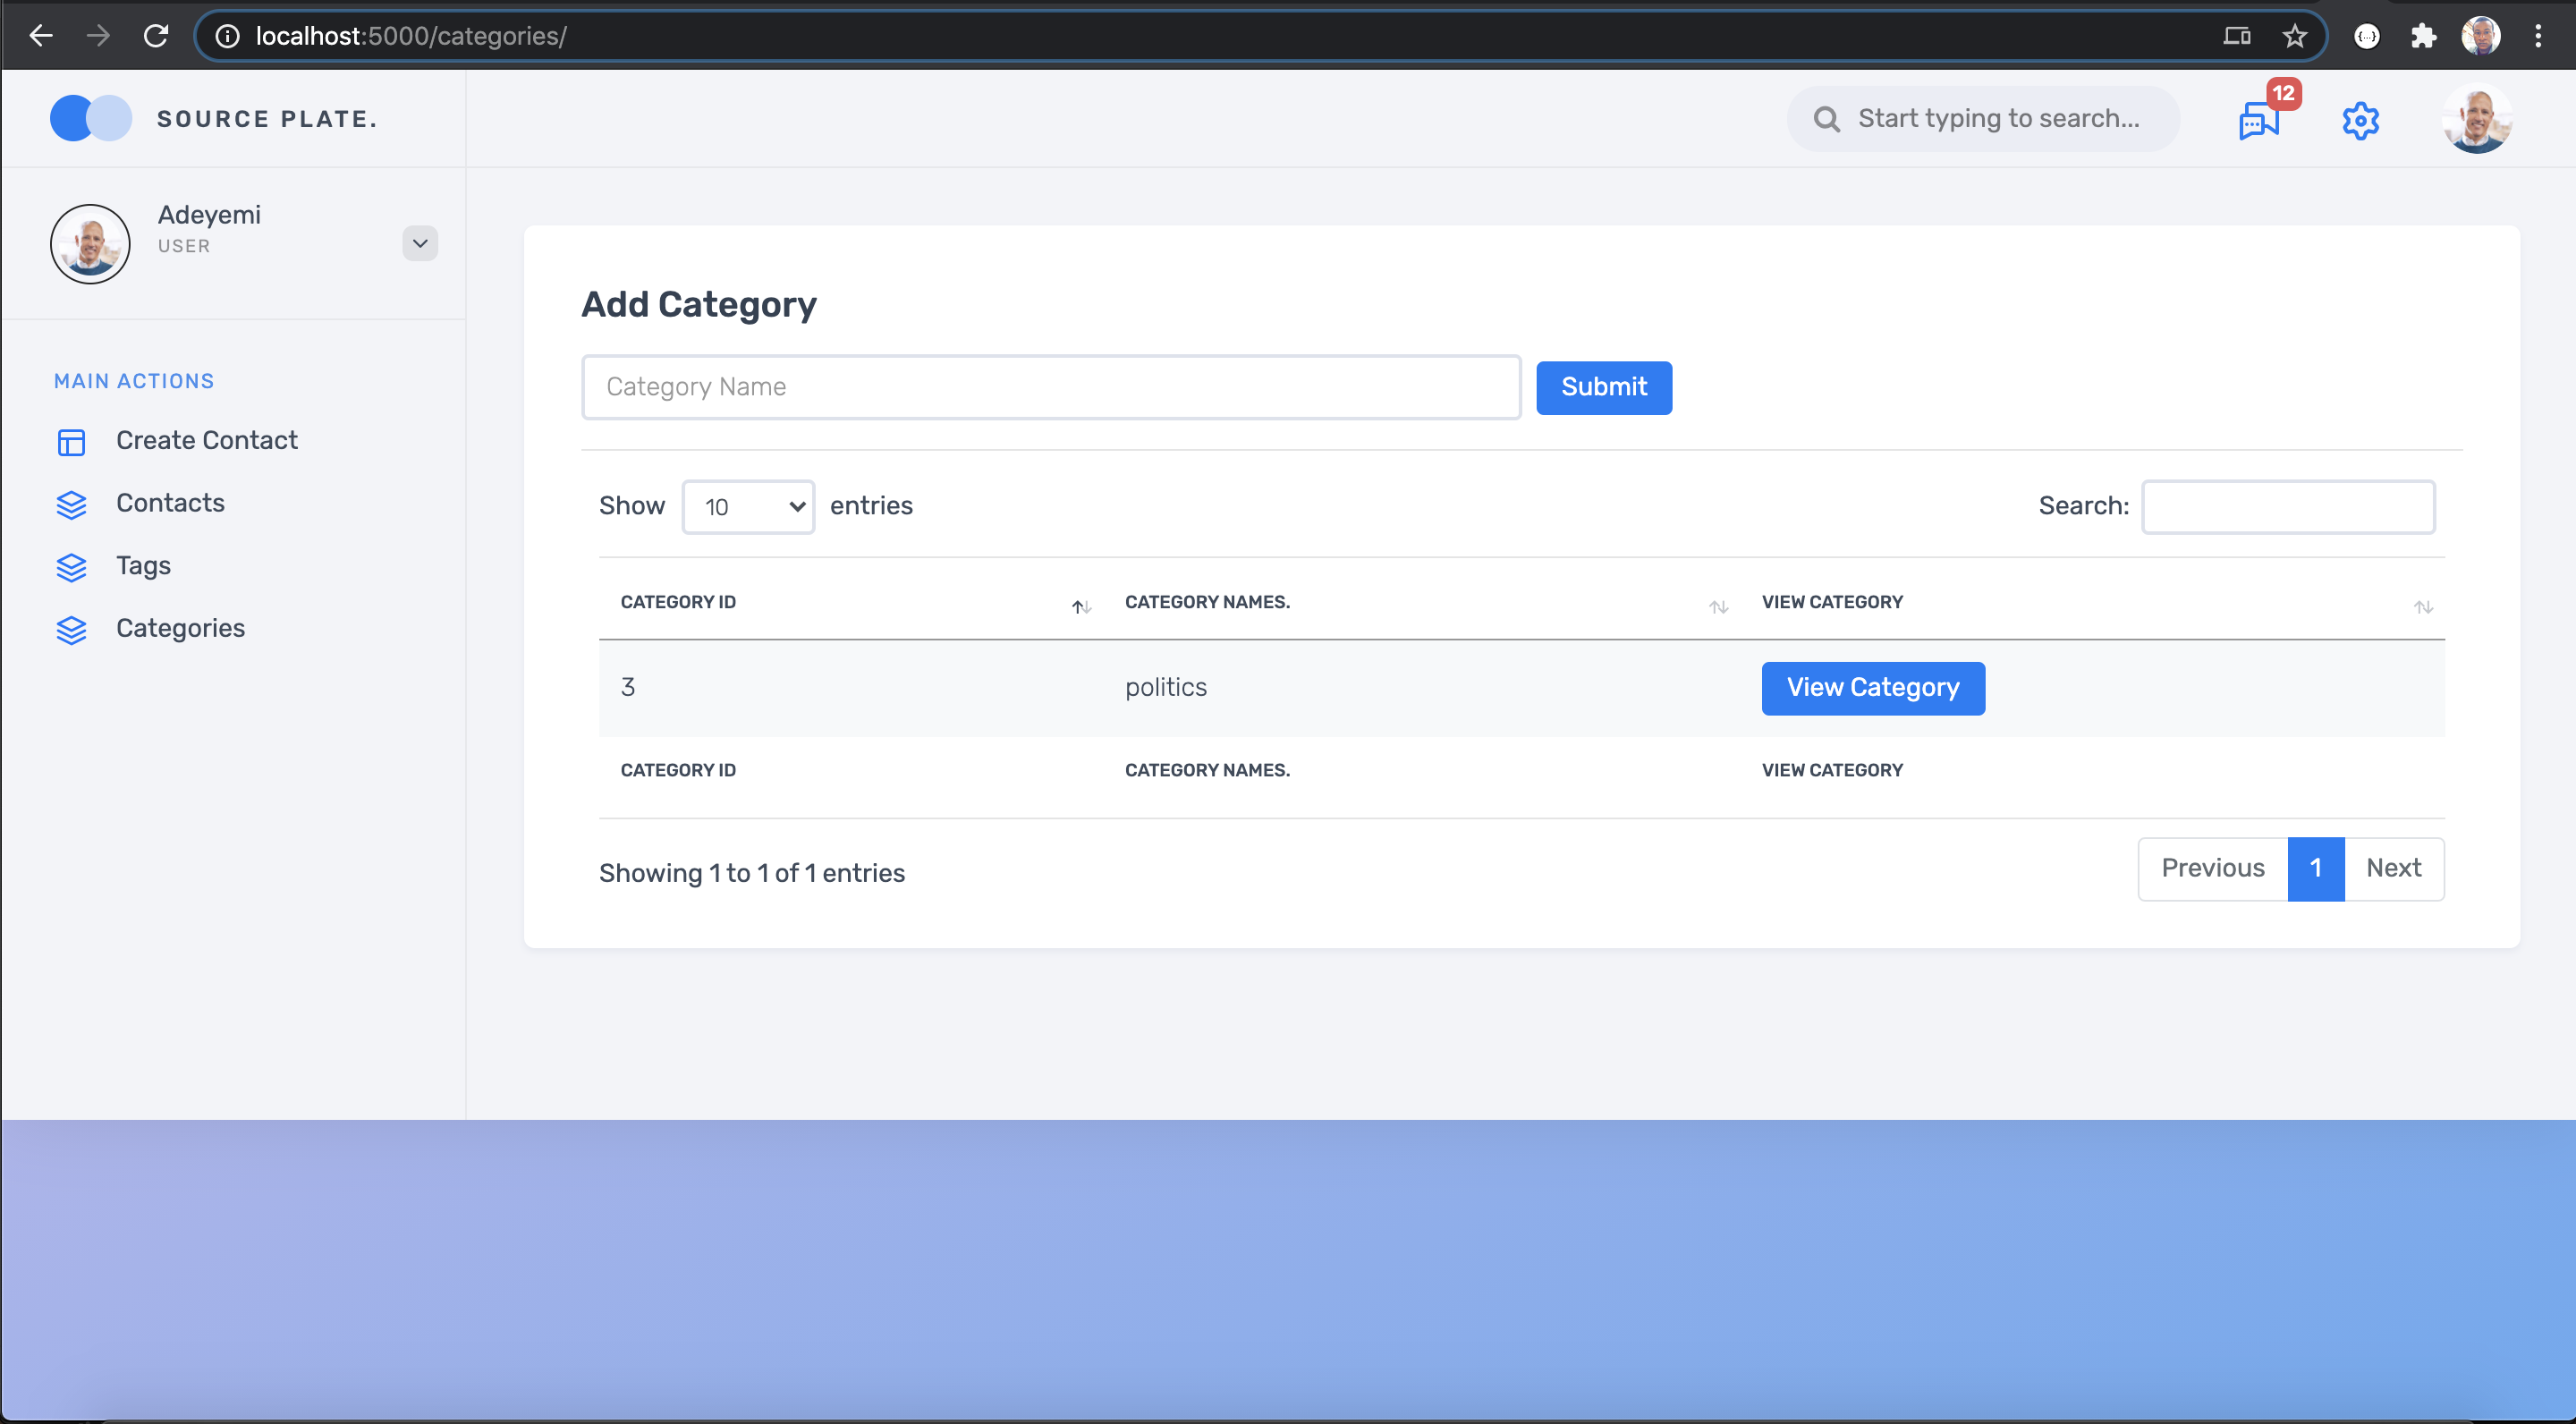 localhost:5000/categories/
SOURCE PLATE.
Start typing to search...
12
Adeyemi
USER
MAIN ACTIONS
Create Contact
Contacts
Tags
Categories
Add Category
Category Name
Submit
Show 10 entries
Search:
CATEGORY ID CATEGORY NAMES. VIEW CATEGORY
3 politics View Category
CATEGORY ID CATEGORY NAMES. VIEW CATEGORY
Showing 1 to 1 of 1 entries
Previous 1 Next